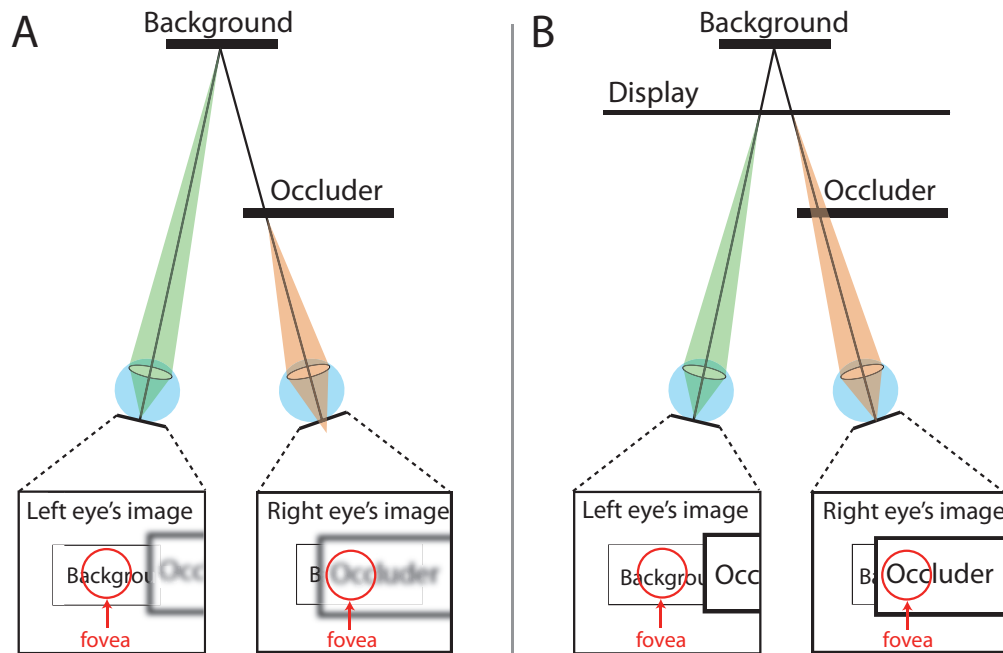 A
Background
Occluder
Left eye's image
Backgrou
Occ
fovea
Right eye's image
B
Occluder
fovea
B
Background
Display
Occluder
Left eye's image
Backgrou
Occ
fovea
Right eye's image
Ba
Occluder
fovea